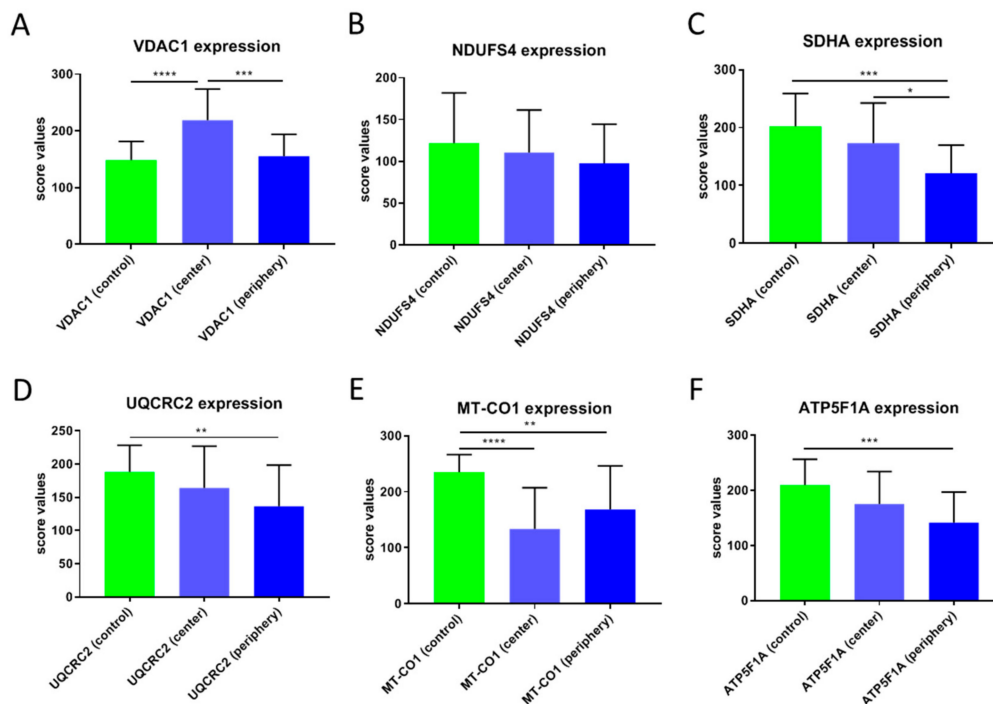 A
VDAC1 expression
score values
300
200
100
0
****
***
VDAC1 (control)
VDAC1 (center)
VDAC1 (periphery)
B
NDUFS4 expression
score values
200
150
100
50
0
NDUFS4 (control)
NDUFS4 (center)
NDUFS4 (periphery)
C
SDHA expression
score values
300
200
100
0
***
*
SDHA (control)
SDHA (center)
SDHA (periphery)
D
UQCRC2 expression
score values
250
200
150
100
50
0
**
UQCRC2 (control)
UQCRC2 (center)
UQCRC2 (periphery)
E
MT-CO1 expression
score values
300
200
100
0
**
****
MT-CO1 (control)
MT-CO1 (center)
MT-CO1 (periphery)
F
ATP5F1A expression
score values
300
200
100
0
***
ATP5F1A (control)
ATP5F1A (center)
ATP5F1A (periphery)